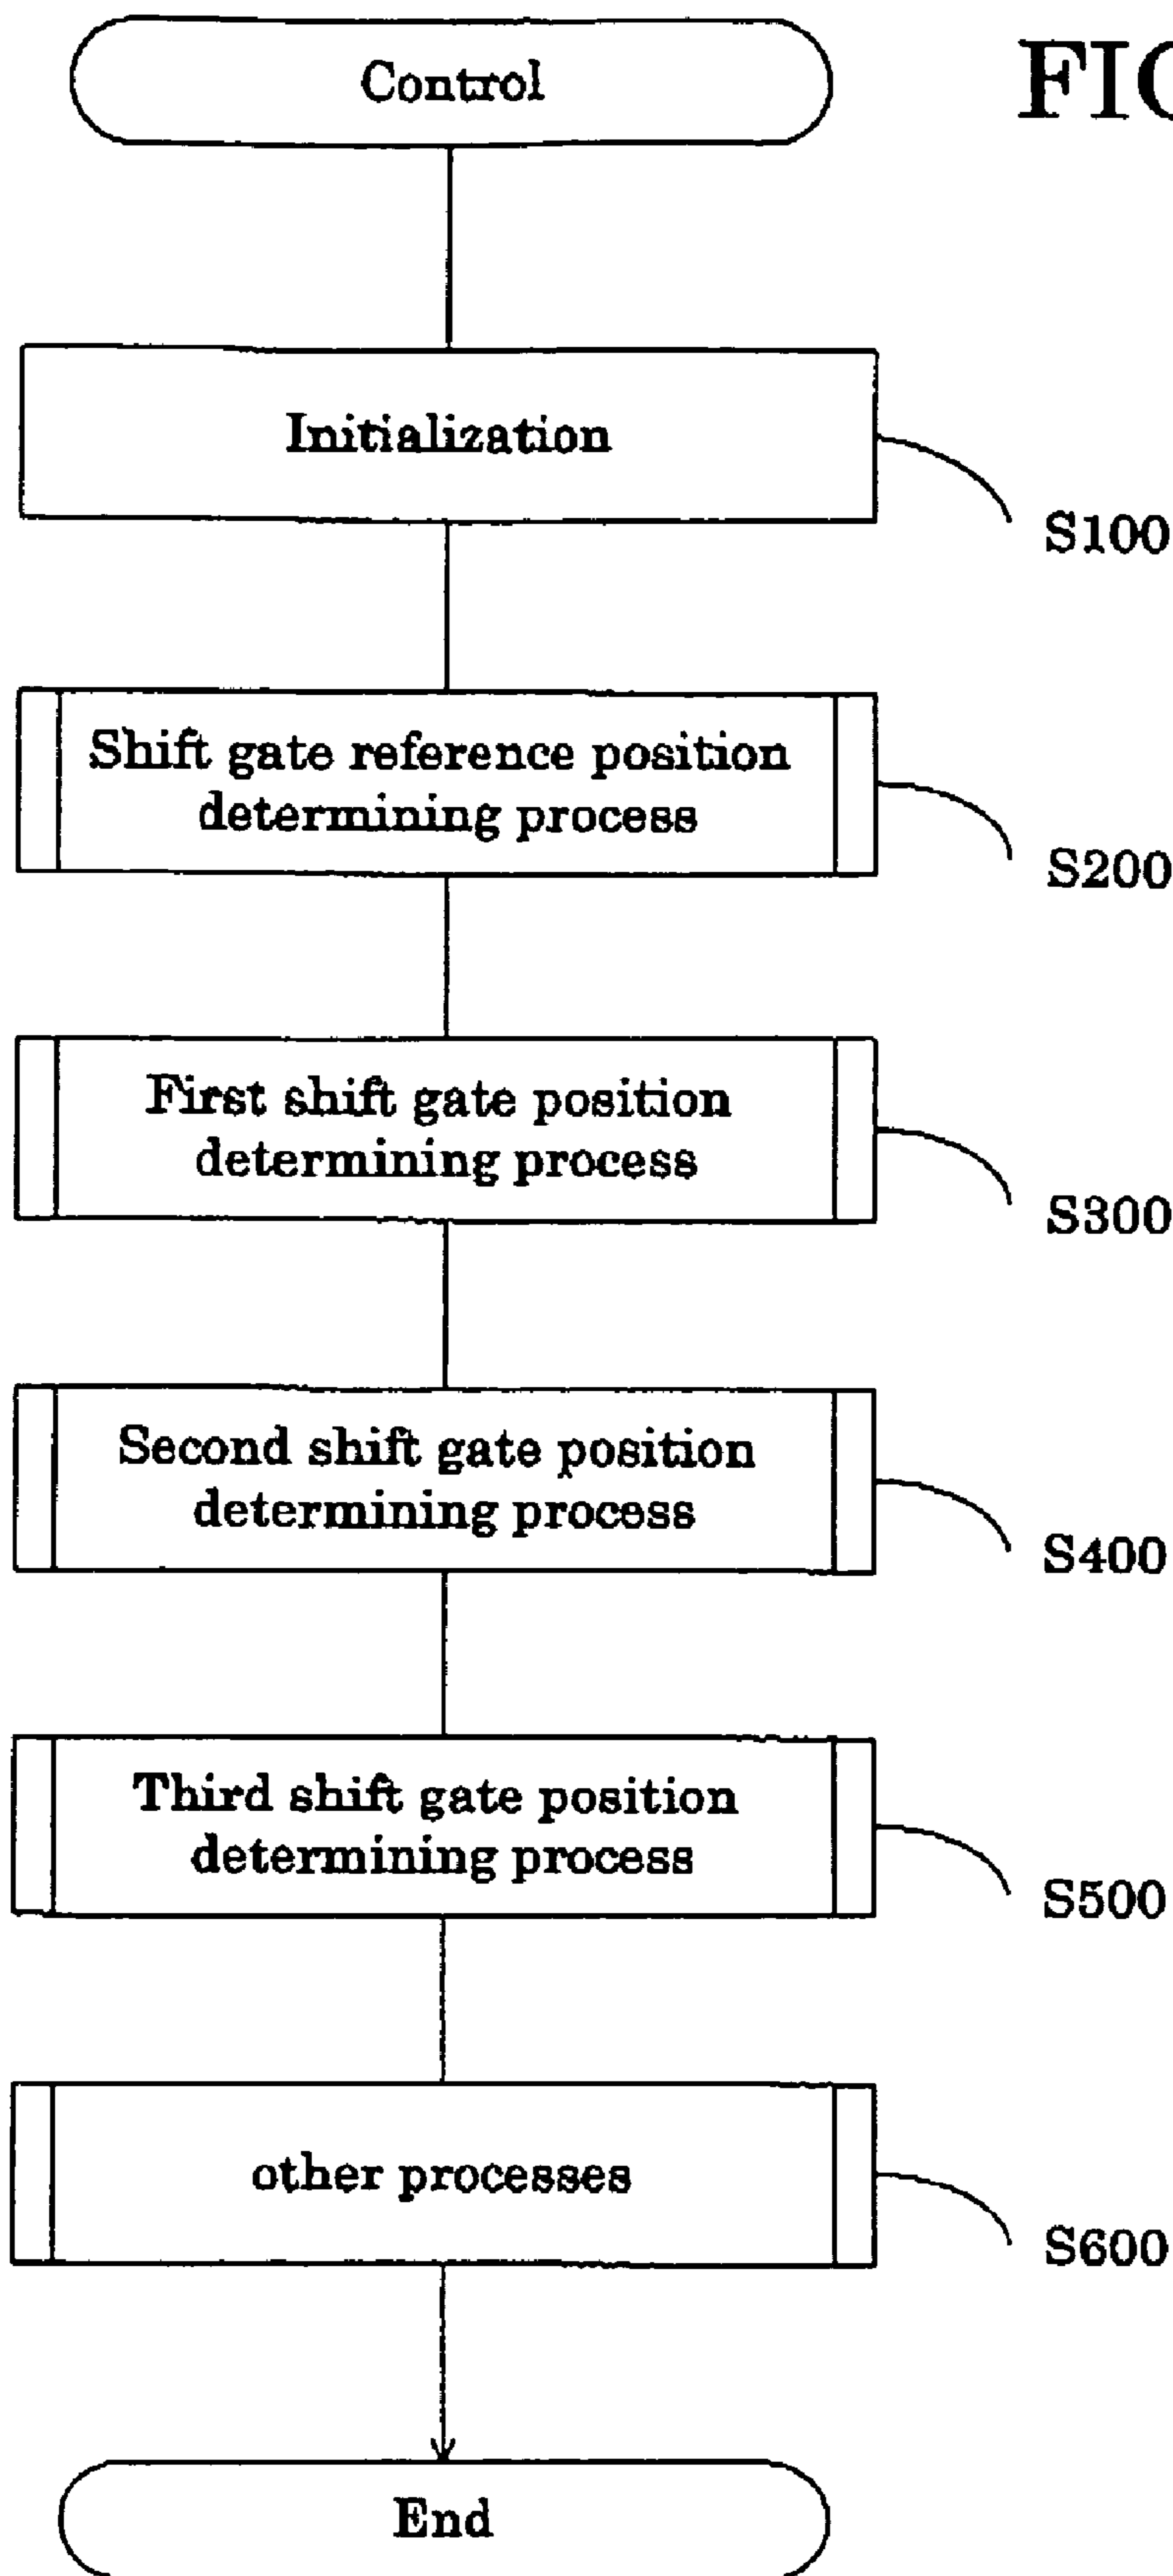 Control
FIG
Initialization
S100
Shift gate reference position
determining process
S200
First shift gate position
determining process
S300
Second shift gate position
determining process
S400
Third shift gate position
determining process
S500
other processes
S600
End